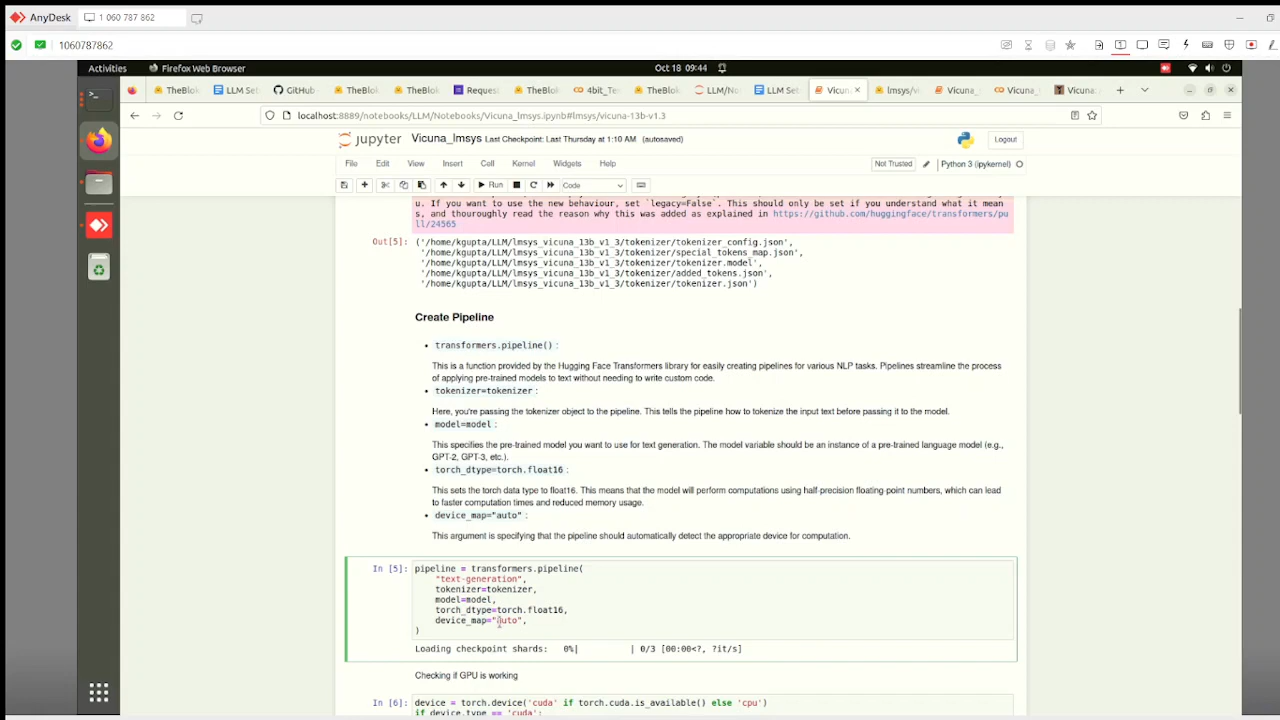 AnyDesk
1 060 787 862
1060787862
Activities
Firefox Web Browser
Oct 18 09:44
TheBlok
LLM Set
GitHub
TheBlok
TheBlok
Request
TheBlok
4bit_Te
TheBlok
LLM/No
LLM Set
Vicuna
lmsys/v
Vicuna_
Vicuna_
Vicuna
localhost:8889/notebooks/LLM/Notebooks/Vicuna_lmsys.ipynb#lmsys/vicuna-13b-v1.3
jupyter
Vicuna_lmsys
Last Checkpoint: Last Thursday at 1:10 AM (autosaved)
Logout
File
Edit
View
Insert
Cell
Kernel
Widgets
Help
Not Trusted
Python 3 (ipykernel)
Run
Code
u. If you want to use the new behaviour, set `legacy=False`. This should only be set if you understand what it mean
s, and thouroughly read the reason why this was added as explained in https://github.com/huggingface/transformers/pu
ll/24565
Out[5]:
('/home/kgupta/LLM/lmsys_vicuna_13b_v1_3/tokenizer/tokenizer_config.json',
'/home/kgupta/LLM/lmsys_vicuna_13b_v1_3/tokenizer/special_tokens_map.json',
'/home/kgupta/LLM/lmsys_vicuna_13b_v1_3/tokenizer/tokenizer.model',
'/home/kgupta/LLM/lmsys_vicuna_13b_v1_3/tokenizer/added_tokens.json',
'/home/kgupta/LLM/lmsys_vicuna_13b_v1_3/tokenizer/tokenizer.json')
Create Pipeline
transformers.pipeline() :
This is a function provided by the Hugging Face Transformers library for easily creating pipelines for various NLP tasks. Pipelines streamline the process
of applying pre-trained models to text without needing to write custom code.
tokenizer=tokenizer :
Here, you're passing the tokenizer object to the pipeline. This tells the pipeline how to tokenize the input text before passing it to the model.
model=model :
This specifies the pre-trained model you want to use for text generation. The model variable should be an instance of a pre-trained language model (e.g.,
GPT-2, GPT-3, etc.).
torch_dtype=torch.float16 :
This sets the torch data type to float16. This means that the model will perform computations using half-precision floating-point numbers, which can lead
to faster computation times and reduced memory usage.
device_map="auto" :
This argument is specifying that the pipeline should automatically detect the appropriate device for computation.
In [5]:
pipeline = transformers.pipeline(
"text-generation",
tokenizer=tokenizer,
model=model,
torch_dtype=torch.float16,
device_map="auto",
)
Loading checkpoint shards:   0%|          | 0/3 [00:00<?, ?it/s]
Checking if GPU is working
In [6]:
device = torch.device('cuda' if torch.cuda.is_available() else 'cpu')
if device.type == 'cuda':